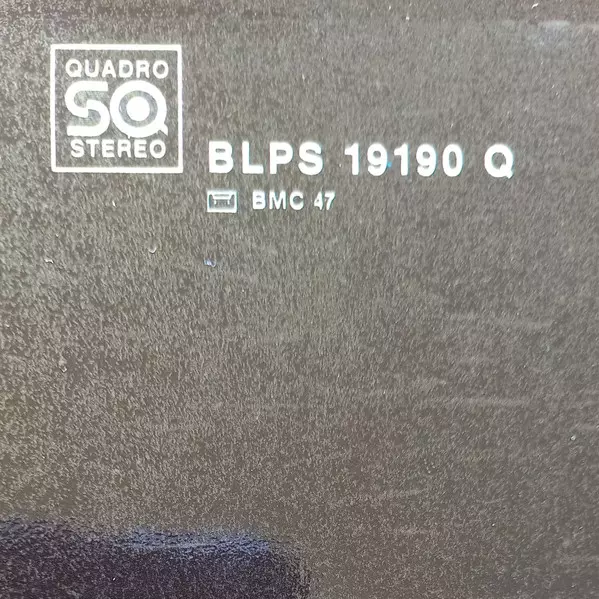 QUADRO
SQ
STEREO
BLPS 19190 Q
BMC 47